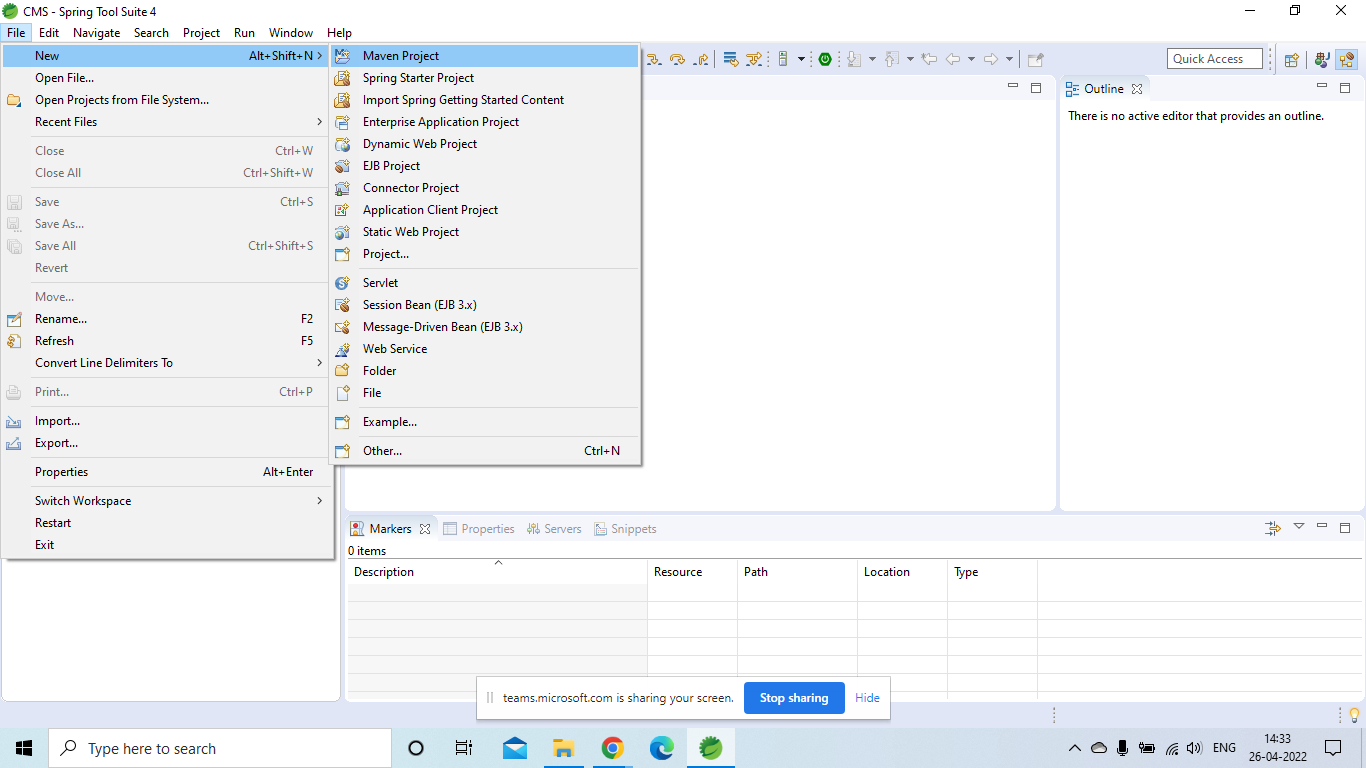 CMS - Spring Tool Suite 4
File Edit Navigate Search Project Run Window Help
New Alt+Shift+N
Open File...
Open Projects from File System...
Recent Files
Close Ctrl+W
Close All Ctrl+Shift+W
Save Ctrl+S
Save As...
Save All Ctrl+Shift+S
Revert
Move...
Rename... F2
Refresh F5
Convert Line Delimiters To
Print... Ctrl+P
Import...
Export...
Properties Alt+Enter
Switch Workspace
Restart
Exit
Maven Project
Spring Starter Project
Import Spring Getting Started Content
Enterprise Application Project
Dynamic Web Project
EJB Project
Connector Project
Application Client Project
Static Web Project
Project...
Servlet
Session Bean (EJB 3.x)
Message-Driven Bean (EJB 3.x)
Web Service
Folder
File
Example...
Other... Ctrl+N
Quick Access
Outline
There is no active editor that provides an outline.
Markers Properties Servers Snippets
0 items
Description Resource Path Location Type
teams.microsoft.com is sharing your screen. Stop sharing Hide
Type here to search
ENG
14:33
26-04-2022